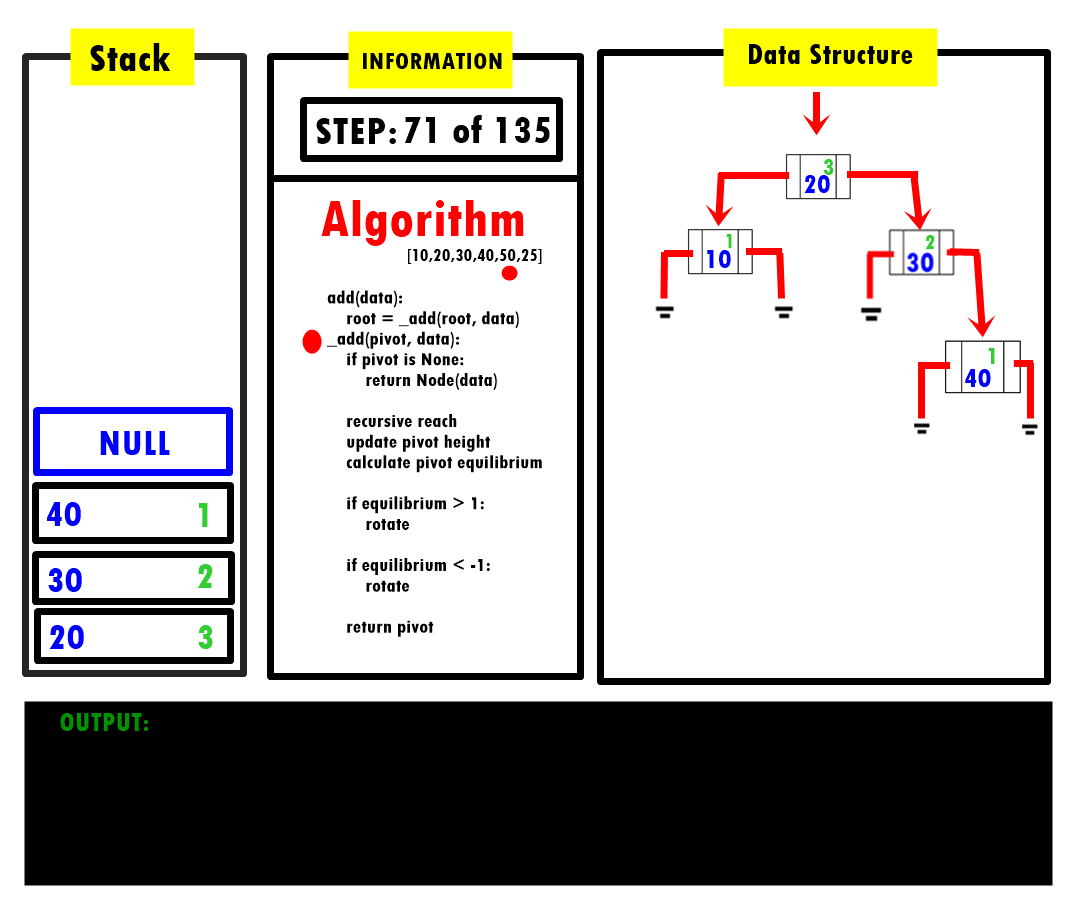 Stack
NULL
40 1
30 2
20 3
INFORMATION
STEP: 71 of 135
Algorithm
[10,20,30,40,50,25]
add(data):
root = _add(root, data)
_add(pivot, data):
if pivot is None:
return Node(data)
recursive reach
update pivot height
calculate pivot equilibrium
if equilibrium > 1:
rotate
if equilibrium < -1:
rotate
return pivot
Data Structure
3
20
1
10
2
30
1
40
OUTPUT: